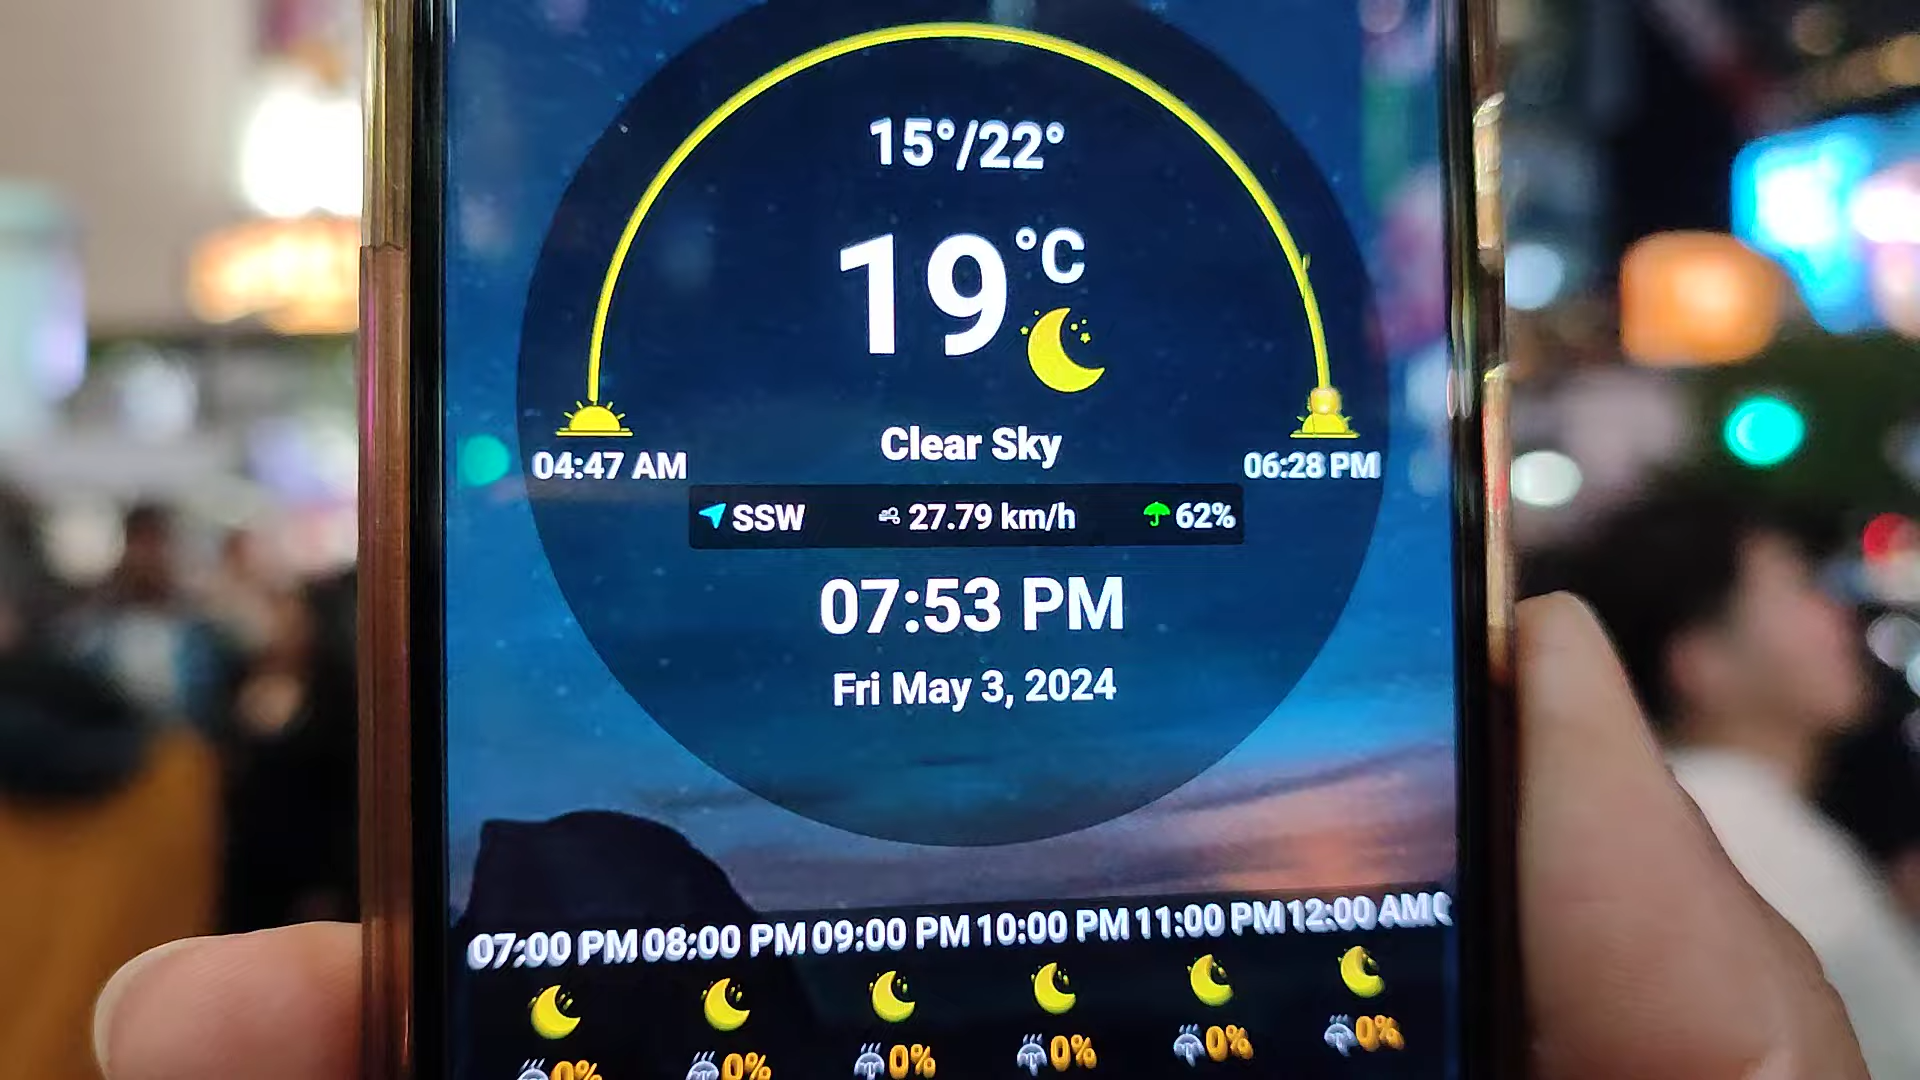 15°/22°
19°C
Clear Sky
04:47 AM
06:28 PM
SSW 27.79 km/h 62%
07:53 PM
Fri May 3, 2024
07:00 PM 08:00 PM 09:00 PM 10:00 PM 11:00 PM 12:00 AM
0% 0% 0% 0% 0% 0%